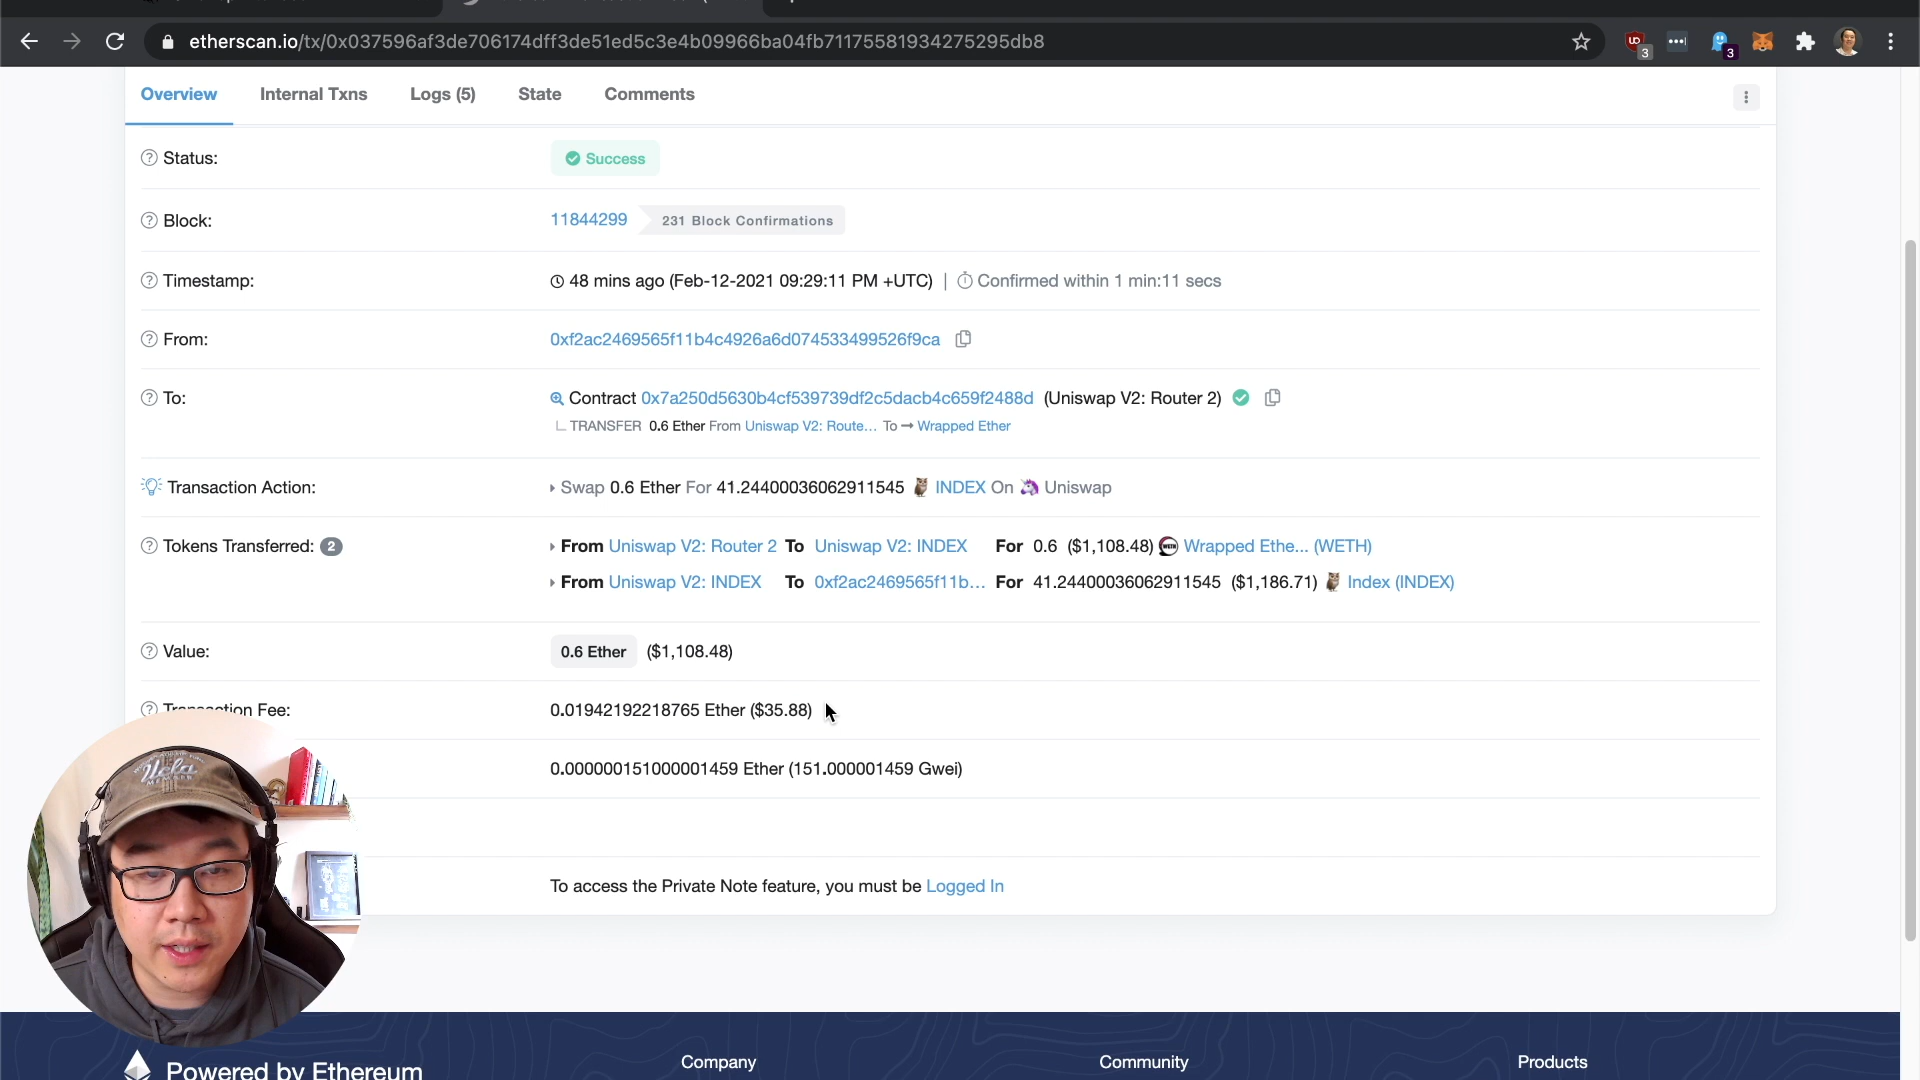 etherscan.io/tx/0x037596af3de706174dff3de51ed5c3e4b09966ba04fb71175581934275295db8
3
3
Overview Internal Txns Logs (5) State Comments
Status: Success
Block: 11844299 231 Block Confirmations
Timestamp: 48 mins ago (Feb-12-2021 09:29:11 PM +UTC) | Confirmed within 1 min:11 secs
From: 0xf2ac2469565f11b4c4926a6d074533499526f9ca
To: Contract 0x7a250d5630b4cf539739df2c5dacb4c659f2488d (Uniswap V2: Router 2)
TRANSFER 0.6 Ether From Uniswap V2: Route... To → Wrapped Ether
Transaction Action: Swap 0.6 Ether For 41.24400036062911545 INDEX On Uniswap
Tokens Transferred: 2 From Uniswap V2: Router 2 To Uniswap V2: INDEX For 0.6 ($1,108.48) Wrapped Ethe... (WETH)
From Uniswap V2: INDEX To 0xf2ac2469565f11b... For 41.24400036062911545 ($1,186.71) Index (INDEX)
Value: 0.6 Ether ($1,108.48)
Transaction Fee: 0.01942192218765 Ether ($35.88)
0.000000151000001459 Ether (151.000001459 Gwei)
To access the Private Note feature, you must be Logged In
Powered by Ethereum Company Community Products